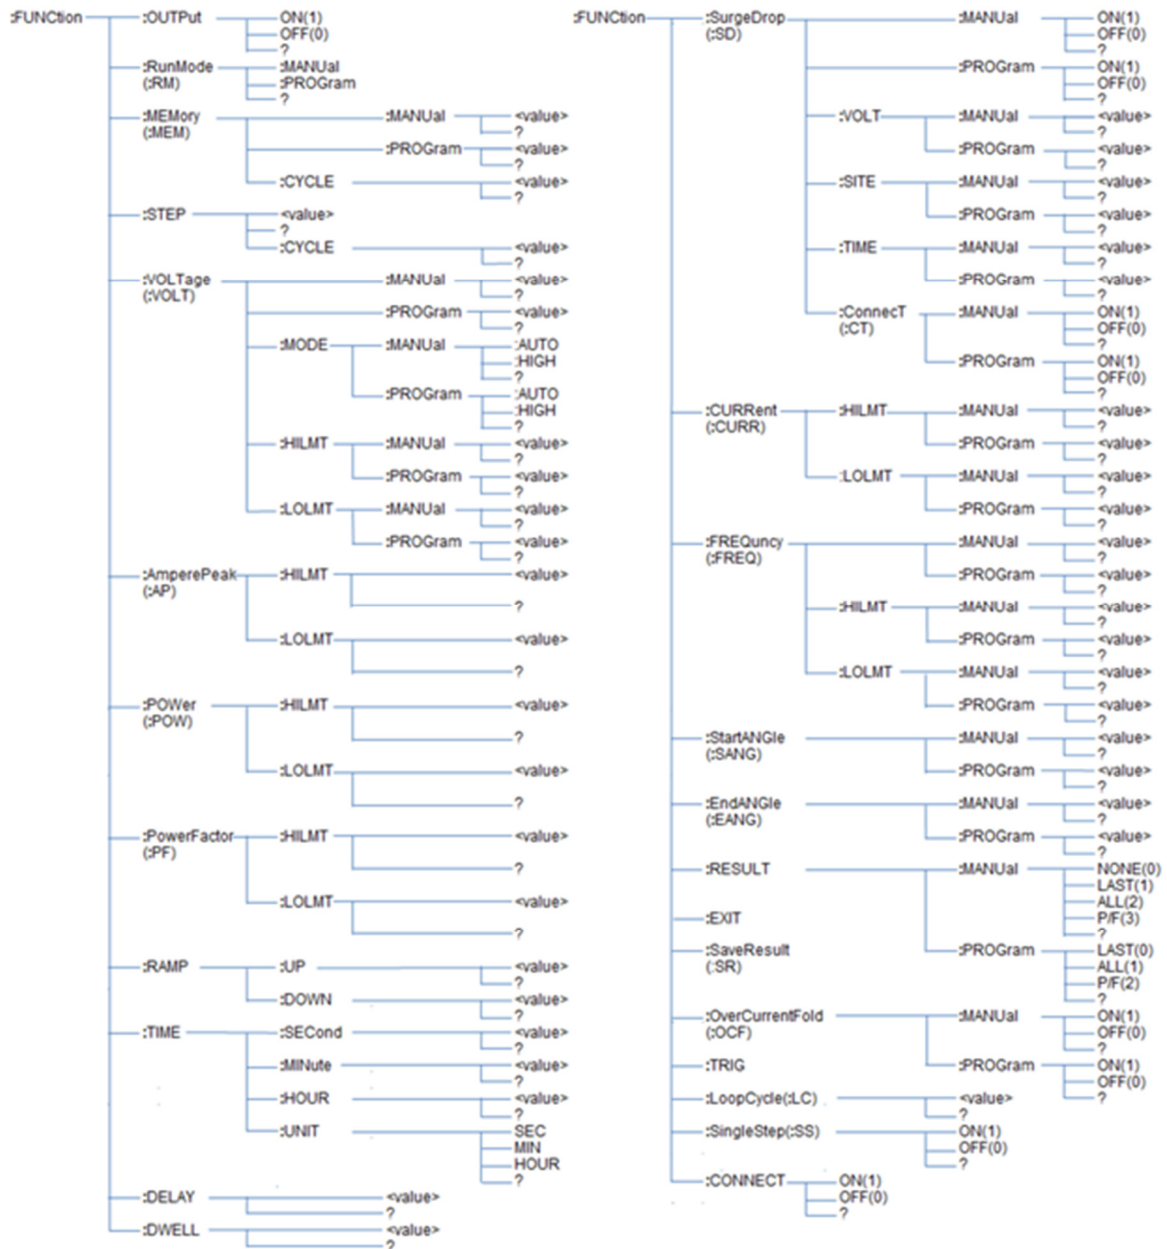 :FUNCtion :OUTPut ON(1)
OFF(0)
?
:RunMode :MANUal
(:RM) :PROGram
?
:MEMory :MANUal <value>
(:MEM) ?
:PROGram <value>
?
:CYCLE <value>
?
:STEP <value>
?
:CYCLE <value>
?
:VOLTage :MANUal <value>
(:VOLT) ?
:PROGram <value>
?
:MODE :MANUal :AUTO
:HIGH
?
:PROGram :AUTO
:HIGH
?
:HILMT :MANUal <value>
?
:PROGram <value>
?
:LOLMT :MANUal <value>
?
:PROGram <value>
?
:AmperePeak :HILMT <value>
(:AP)
?
:LOLMT <value>
?
:POWer :HILMT <value>
(:POW)
?
:LOLMT <value>
?
:PowerFactor :HILMT <value>
(:PF)
?
:LOLMT <value>
?
:RAMP :UP <value>
?
:DOWN <value>
?
:TIME :SECond <value>
?
:MINute <value>
?
:HOUR <value>
?
:UNIT SEC
MIN
HOUR
?
:DELAY <value>
?
:DWELL <value>
?
:FUNCtion :SurgeDrop :MANUal ON(1)
(:SD) OFF(0)
?
:PROGram ON(1)
OFF(0)
?
:VOLT :MANUal <value>
?
:PROGram <value>
?
:SITE :MANUal <value>
?
:PROGram <value>
?
:TIME :MANUal <value>
?
:PROGram <value>
?
:ConnecT :MANUal ON(1)
(:CT) OFF(0)
?
:PROGram ON(1)
OFF(0)
?
:CURRent :HILMT :MANUal <value>
(:CURR) ?
:PROGram <value>
?
:LOLMT :MANUal <value>
?
:PROGram <value>
?
:FREQuncy :MANUal <value>
(:FREQ) ?
:PROGram <value>
?
:HILMT :MANUal <value>
?
:PROGram <value>
?
:LOLMT :MANUal <value>
?
:PROGram <value>
?
:StartANGle :MANUal <value>
(:SANG) ?
:PROGram <value>
?
:EndANGle :MANUal <value>
(:EANG) ?
:PROGram <value>
?
:RESULT :MANUal NONE(0)
LAST(1)
ALL(2)
:EXIT P/F(3)
?
:SaveResult :PROGram LAST(0)
(:SR) ALL(1)
P/F(2)
?
:OverCurrentFold :MANUal ON(1)
(:OCF) OFF(0)
?
:TRIG :PROGram ON(1)
OFF(0)
?
:LoopCycle(:LC) <value>
?
:SingleStep(:SS) ON(1)
OFF(0)
?
:CONNECT ON(1)
OFF(0)
?